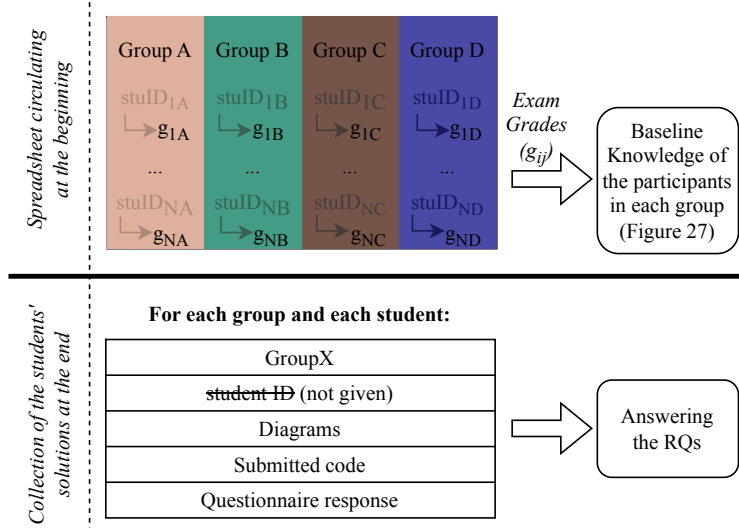 Spreadsheet circulating
at the beginning
Group A Group B Group C Group D
stuID1A stuID1B stuID1C stuID1D
g1A g1B g1C g1D
... ... ... ...
stuIDNA stuIDNB stuIDNC stuIDND
gNA gNB gNC gND
Exam
Grades
(gij)
Baseline
Knowledge of
the participants
in each group
(Figure 27)
Collection of the students'
solutions at the end
For each group and each student:
GroupX
student ID (not given)
Diagrams
Submitted code
Questionnaire response
Answering
the RQs